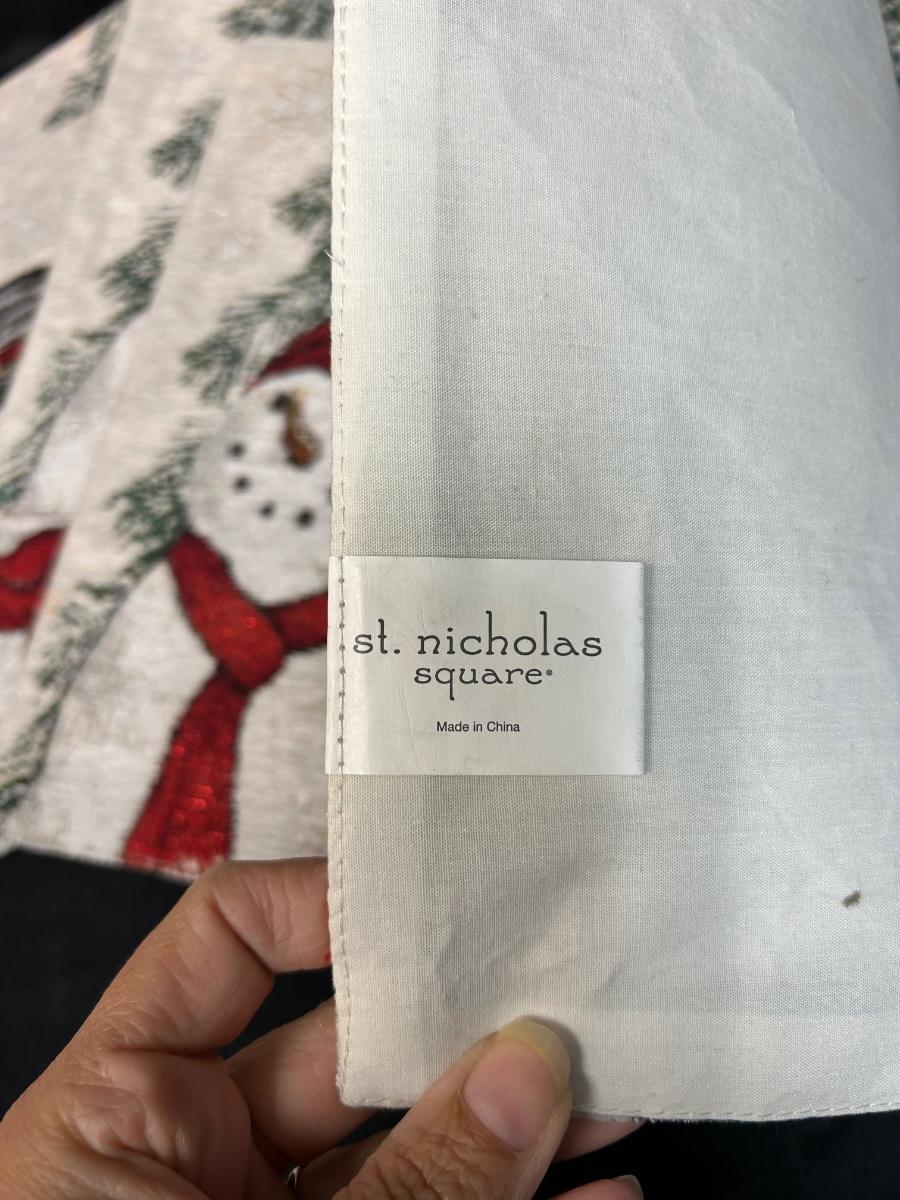 st. nicholas
square®
Made in China